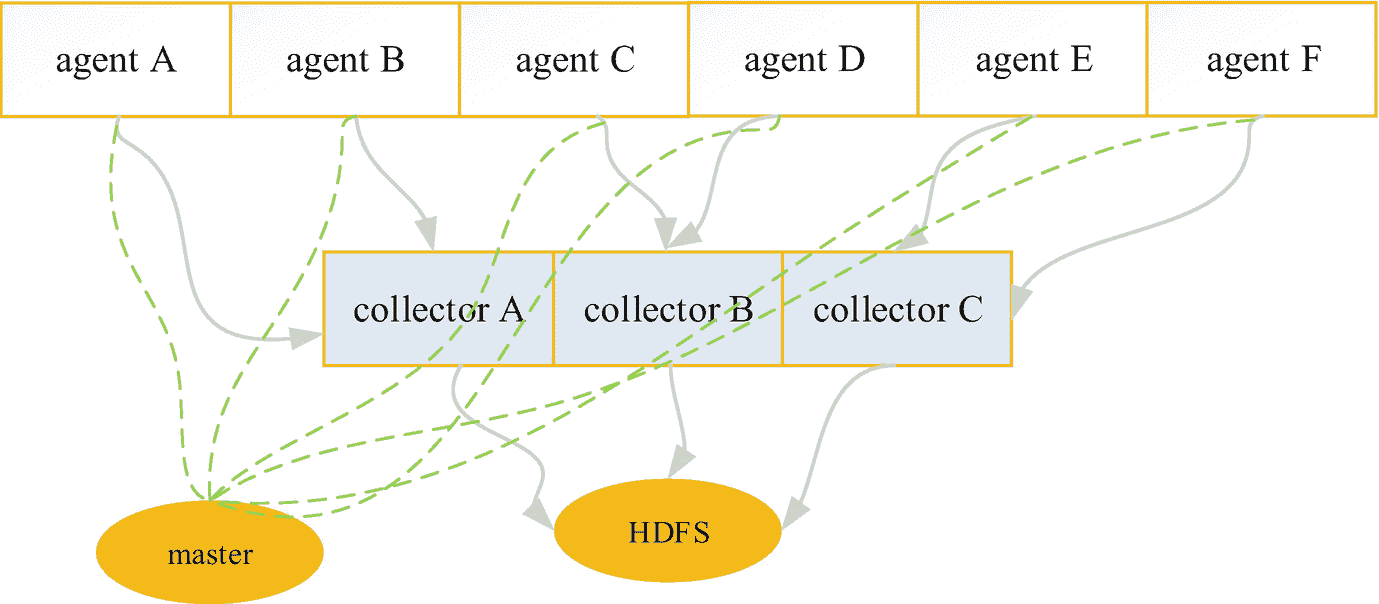 agent A
agent B
agent C
agent D
agent E
agent F
collector A
collector B
collector C
HDFS
master